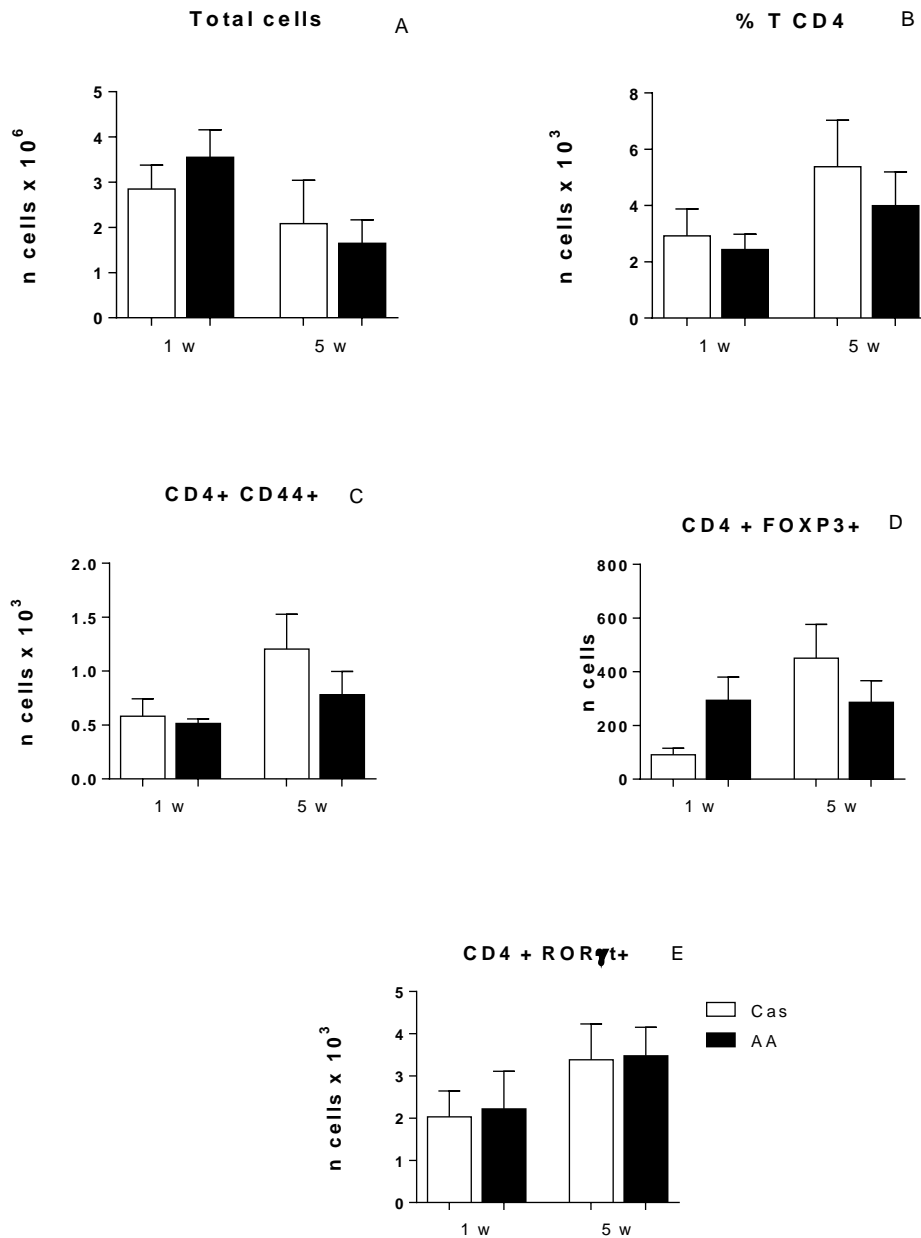 Total cells
A
n cells x 10^6
5
4
3
2
1
0
1 w
5 w
% T CD4
B
n cells x 10^3
8
6
4
2
0
1 w
5 w
CD4+ CD44+
C
n cells x 10^3
2.0
1.5
1.0
0.5
0.0
1 w
5 w
CD4 + FOXP3+
D
n cells
800
600
400
200
0
1 w
5 w
CD4 + RORγt+
E
n cells x 10^3
5
4
3
2
1
0
1 w
5 w
Cas
AA